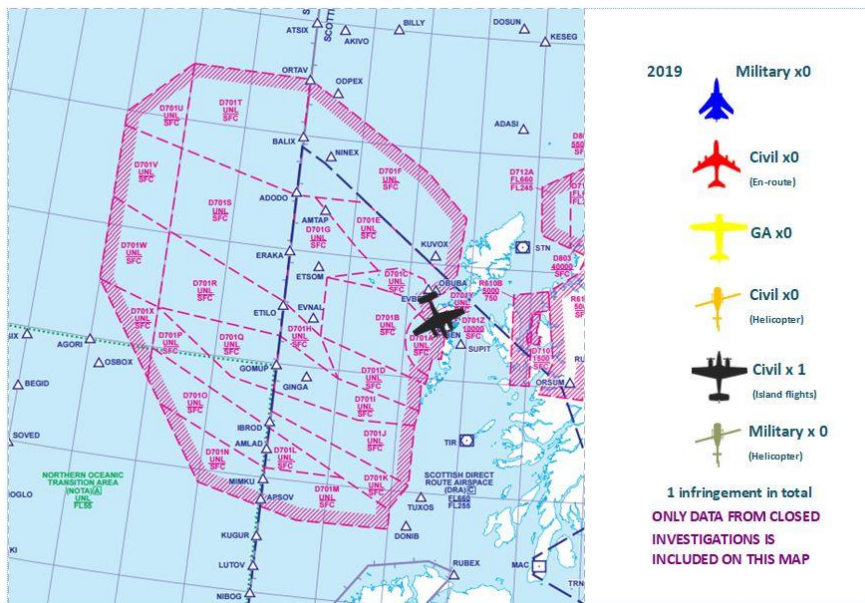 ATSIX
BILLY
DOSUN
KESEG
AKIVO
ORTAV
ODPEX
D701U
UNL
SFC
D701T
UNL
SFC
ADASI
BALIX
NINEX
D701V
UNL
SFC
D701F
UNL
SFC
D712A
FL660
FL245
D701S
UNL
SFC
ADODO
AMTAP
D701G
UNL
SFC
D701E
UNL
SFC
D701W
UNL
SFC
ERAKA
KUVOX
STN
ETSOM
D701C
UNL
D803
40000
SFC
D701R
UNL
SFC
OBUBA
R610B
5000
750
ETILO
EVNAL
D701B
UNL
SFC
D701Y
UNL
D701X
UNL
SFC
D701P
UNL
SFC
D701Q
UNL
SFC
D701H
UNL
SFC
D701Z
10000
SFC
AGORI
OSBOX
D701A
UNL
SFC
SUPIT
D710
1500
SFC
GOMUP
GINGA
D701D
UNL
SFC
ORSUM
BEGID
D701O
UNL
SFC
D701I
UNL
SFC
IBROD
D701J
UNL
SFC
SOVED
AMLAD
TIR
D701N
UNL
SFC
D701L
UNL
SFC
NORTHERN OCEANIC
TRANSITION AREA
(NOTA) A
UNL
FL55
MIMKU
D701K
UNL
SFC
SCOTTISH DIRECT
ROUTE AIRSPACE
(DRA) C
FL660
FL255
APSOV
D701M
UNL
SFC
TUXOS
DONIB
KUGUR
LUTOV
RUBEX
MAC
TRN
NIBOG
2019
Military x0
Civil x0
(En-route)
GA x0
Civil x0
(Helicopter)
Civil x 1
(Island flights)
Military x 0
(Helicopter)
1 infringement in total
ONLY DATA FROM CLOSED
INVESTIGATIONS IS
INCLUDED ON THIS MAP